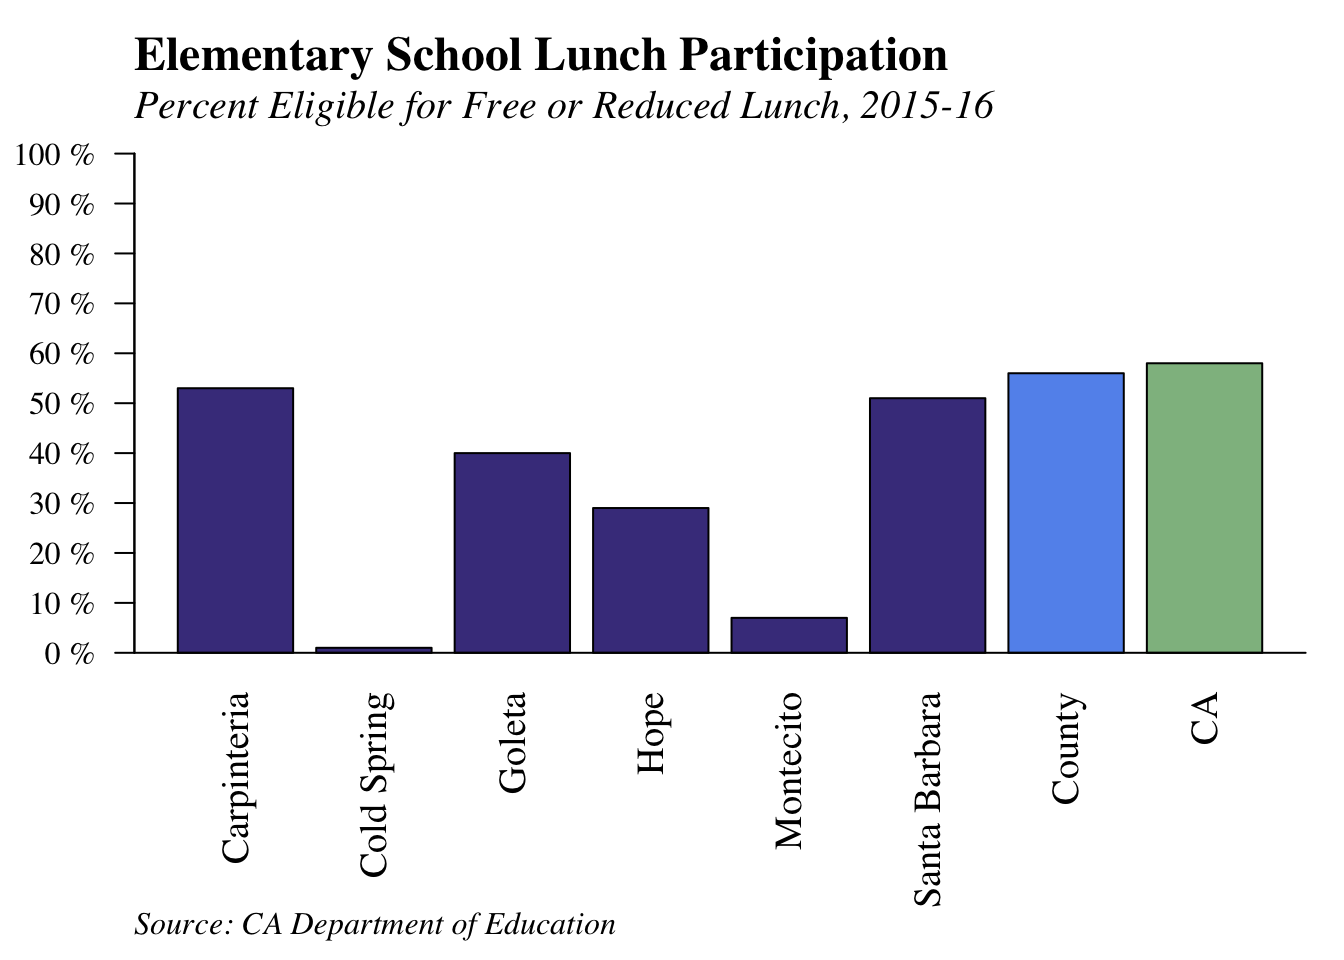 Elementary School Lunch Participation
Percent Eligible for Free or Reduced Lunch, 2015-16
100 %
90 %
80 %
70 %
60 %
50 %
40 %
30 %
20 %
10 %
0 %
Carpinteria
Cold Spring
Goleta
Hope
Montecito
Santa Barbara
County
CA
Source: CA Department of Education